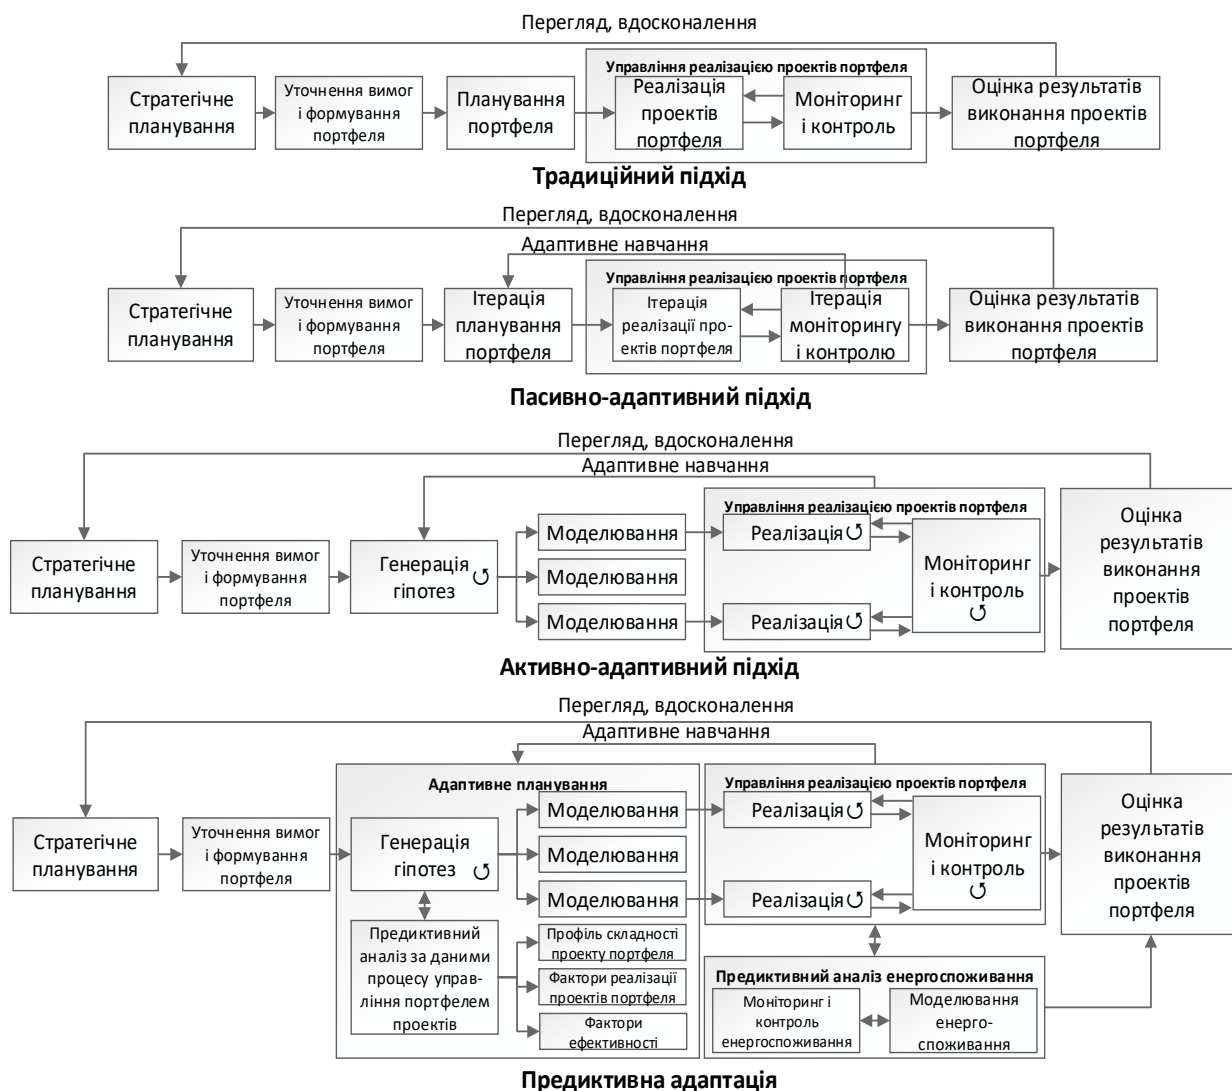 Перегляд, вдосконалення
Стратегічне
планування
Уточнення вимог
і формування
портфеля
Планування
портфеля
Управління реалізацією проектів портфеля
Реалізація
проектів
портфеля
Моніторинг
і контроль
Оцінка результатів
виконання проектів
портфеля
Традиційний підхід
Перегляд, вдосконалення
Адаптивне навчання
Стратегічне
планування
Уточнення вимог
і формування
портфеля
Ітерація
планування
портфеля
Управління реалізацією проектів портфеля
Ітерація
реалізації про-
ектів портфеля
Ітерація
моніторингу
і контролю
Оцінка результатів
виконання проектів
портфеля
Пасивно-адаптивний підхід
Перегляд, вдосконалення
Адаптивне навчання
Стратегічне
планування
Уточнення вимог
і формування
портфеля
Генерація
гіпотез
Моделювання
Моделювання
Моделювання
Управління реалізацією проектів портфеля
Реалізація
Реалізація
Моніторинг
і контроль
Оцінка
результатів
виконання
проектів
портфеля
Активно-адаптивний підхід
Перегляд, вдосконалення
Адаптивне навчання
Стратегічне
планування
Уточнення вимог
і формування
портфеля
Адаптивне планування
Генерація
гіпотез
Моделювання
Моделювання
Моделювання
Предиктивний
аналіз за даними
процесу управ-
ління портфелем
проектів
Профіль складності
проекту портфеля
Фактори реалізації
проектів портфеля
Фактори
ефективності
Управління реалізацією проектів портфеля
Реалізація
Реалізація
Моніторинг
і контроль
Предиктивний аналіз енергоспоживання
Моніторинг і
контроль
енергоспоживання
Моделювання
енерго-
споживання
Оцінка
результатів
виконання
проектів
портфеля
Предиктивна адаптація